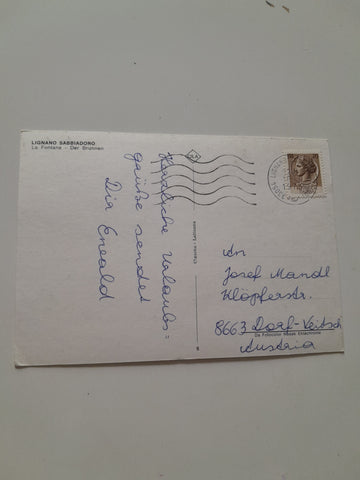 LIGNANO SABBIADORO
La Fontana - Der Brunnen
Herzliche Urlaubs=
grüße sendet
Dir Ewald
An
Josef Mandl
Klöpferstr.
8663 Dorf-Veitsch
Austria